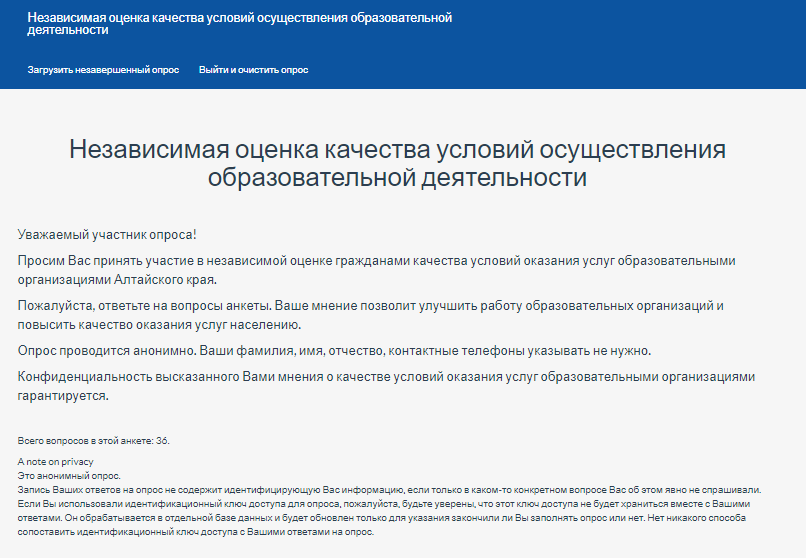 Независимая оценка качества условий осуществления образовательной
деятельности
Загрузить незавершенный опрос Выйти и очистить опрос
Независимая оценка качества условий осуществления
образовательной деятельности
Уважаемый участник опроса!
Просим Вас принять участие в независимой оценке гражданами качества условий оказания услуг образовательными
организациями Алтайского края.
Пожалуйста, ответьте на вопросы анкеты. Ваше мнение позволит улучшить работу образовательных организаций и
повысить качество оказания услуг населению.
Опрос проводится анонимно. Ваши фамилия, имя, отчество, контактные телефоны указывать не нужно.
Конфиденциальность высказанного Вами мнения о качестве условий оказания услуг образовательными организациями
гарантируется.
Всего вопросов в этой анкете: 36.
A note on privacy
Это анонимный опрос.
Запись Ваших ответов на опрос не содержит идентифицирующую Вас информацию, если только в каком-то конкретном вопросе Вас об этом явно не спрашивали.
Если Вы использовали идентификационный ключ доступа для опроса, пожалуйста, будьте уверены, что этот ключ доступа не будет храниться вместе с Вашими
ответами. Он обрабатывается в отдельной базе данных и будет обновлен только для указания закончили ли Вы заполнять опрос или нет. Нет никакого способа
сопоставить идентификационный ключ доступа с Вашими ответами на опрос.